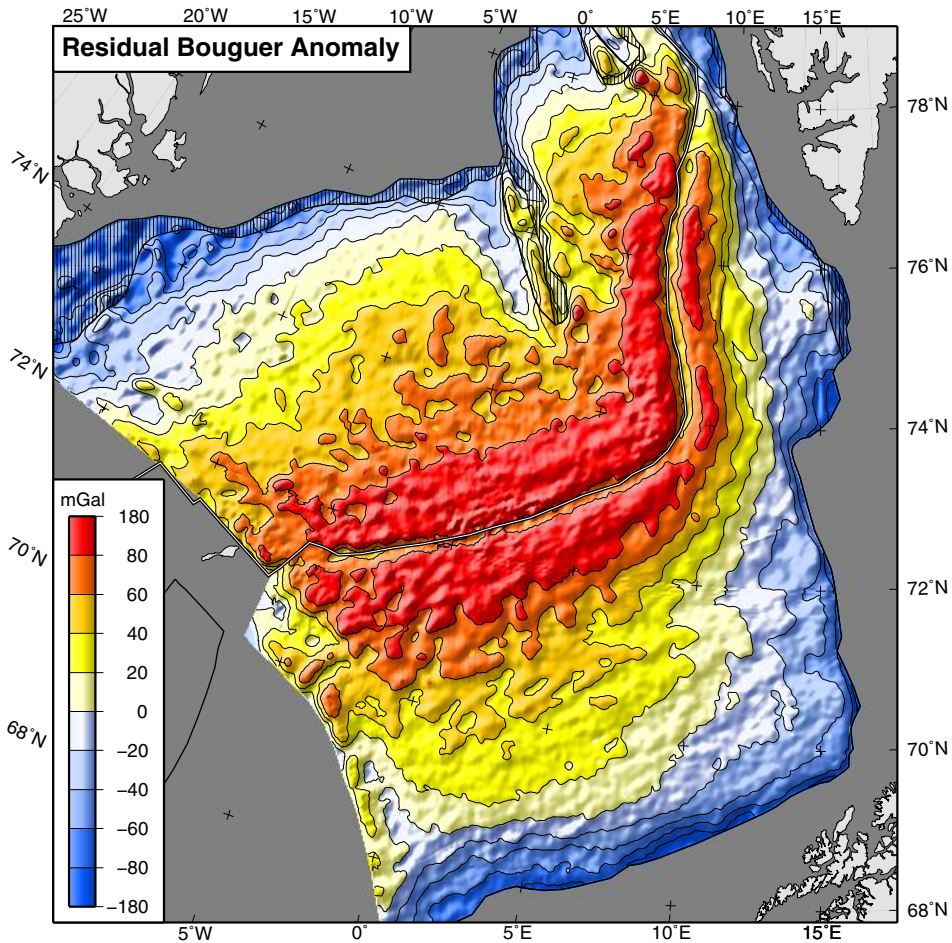 25°W 20°W 15°W 10°W 5°W 0° 5°E 10°E 15°E
Residual Bouguer Anomaly
78°N
74°N
76°N
72°N
74°N
mGal
180
80
70°N
60
72°N
40
20
0
68°N
−20
70°N
−40
−60
−80
−180
68°N
5°W 0° 5°E 10°E 15°E